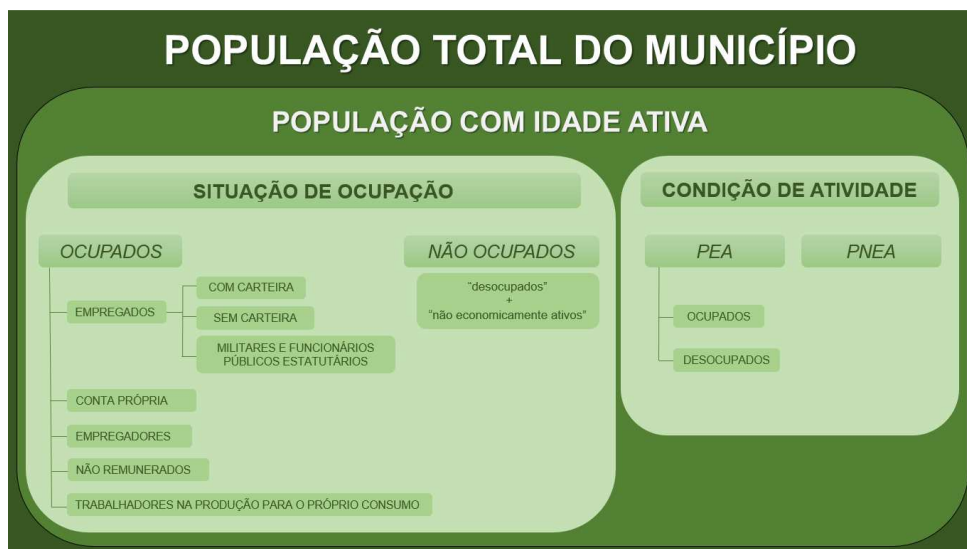 POPULAÇÃO TOTAL DO MUNICÍPIO
POPULAÇÃO COM IDADE ATIVA
SITUAÇÃO DE OCUPAÇÃO
OCUPADOS
EMPREGADOS
COM CARTEIRA
SEM CARTEIRA
MILITARES E FUNCIONÁRIOS
PÚBLICOS ESTATUTÁRIOS
CONTA PRÓPRIA
EMPREGADORES
NÃO REMUNERADOS
TRABALHADORES NA PRODUÇÃO PARA O PRÓPRIO CONSUMO
NÃO OCUPADOS
"desocupados"
+
"não economicamente ativos"
CONDIÇÃO DE ATIVIDADE
PEA
OCUPADOS
DESOCUPADOS
PNEA